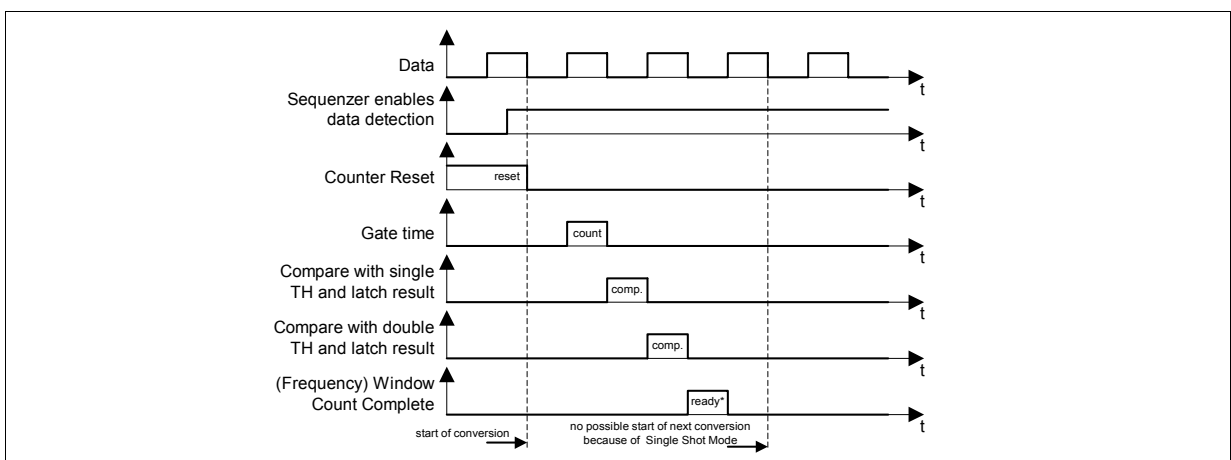 Data
t
Sequenzer enables
data detection
t
Counter Reset
reset
t
Gate time
count
t
Compare with single
TH and latch result
comp.
t
Compare with double
TH and latch result
comp.
t
(Frequency) Window
Count Complete
ready*
t
start of conversion
no possible start of next conversion
because of Single Shot Mode